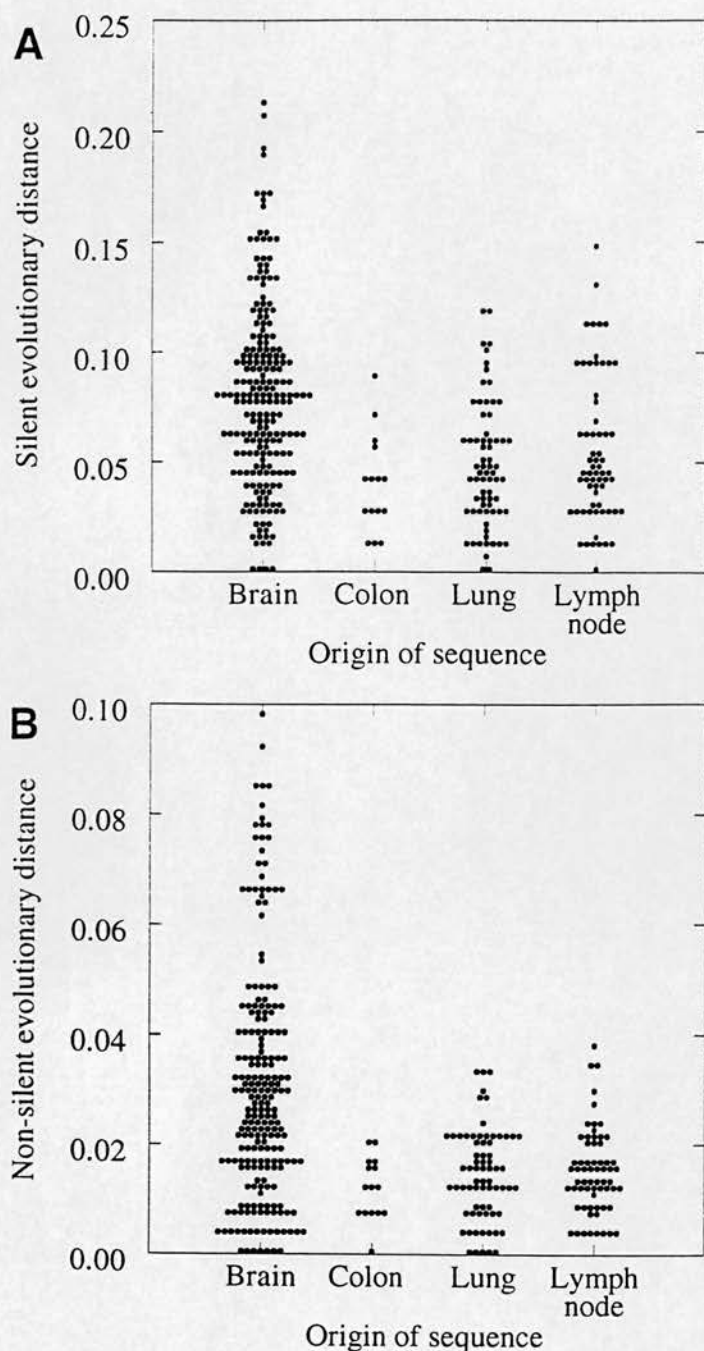 A
Silent evolutionary distance
0.25
0.20
0.15
0.10
0.05
0.00
Brain Colon Lung Lymph
node
Origin of sequence
B
Non-silent evolutionary distance
0.10
0.08
0.06
0.04
0.02
0.00
Brain Colon Lung Lymph
node
Origin of sequence